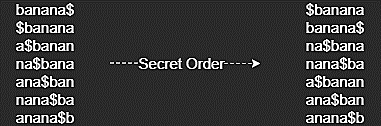 banana$ $banana
$banana banana$
a$banan na$bana
na$bana -----Secret Order-----➤ nana$ba
ana$ban a$banan
nana$ba ana$ban
anana$b anana$b